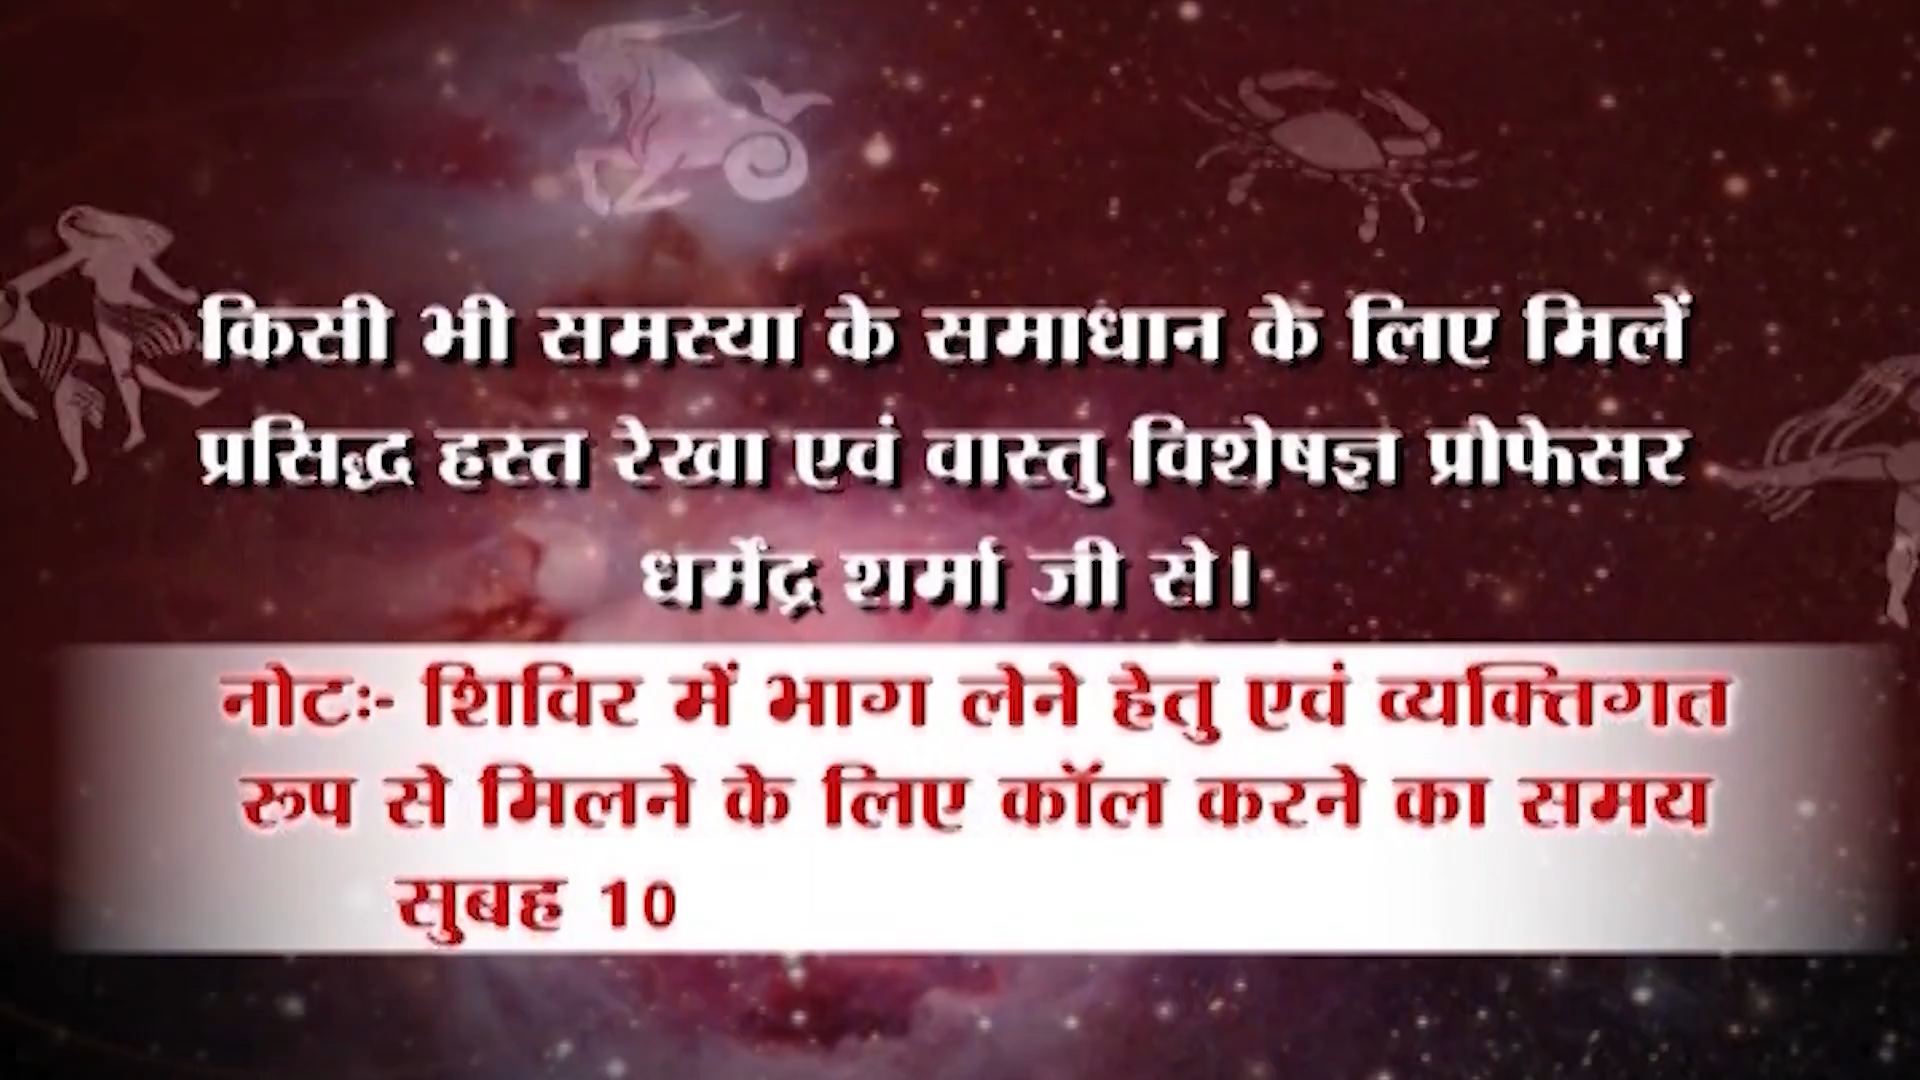 किसी भी समस्या के समाधान के लिए मिलें
प्रसिद्ध हस्त रेखा एवं वास्तु विशेषज्ञ प्रोफेसर
धर्मेंद्र शर्मा जी से।
नोटः- शिविर में भाग लेने हेतु एवं व्यक्तिगत
रूप से मिलने के लिए कॉल करने का समय
सुबह 10